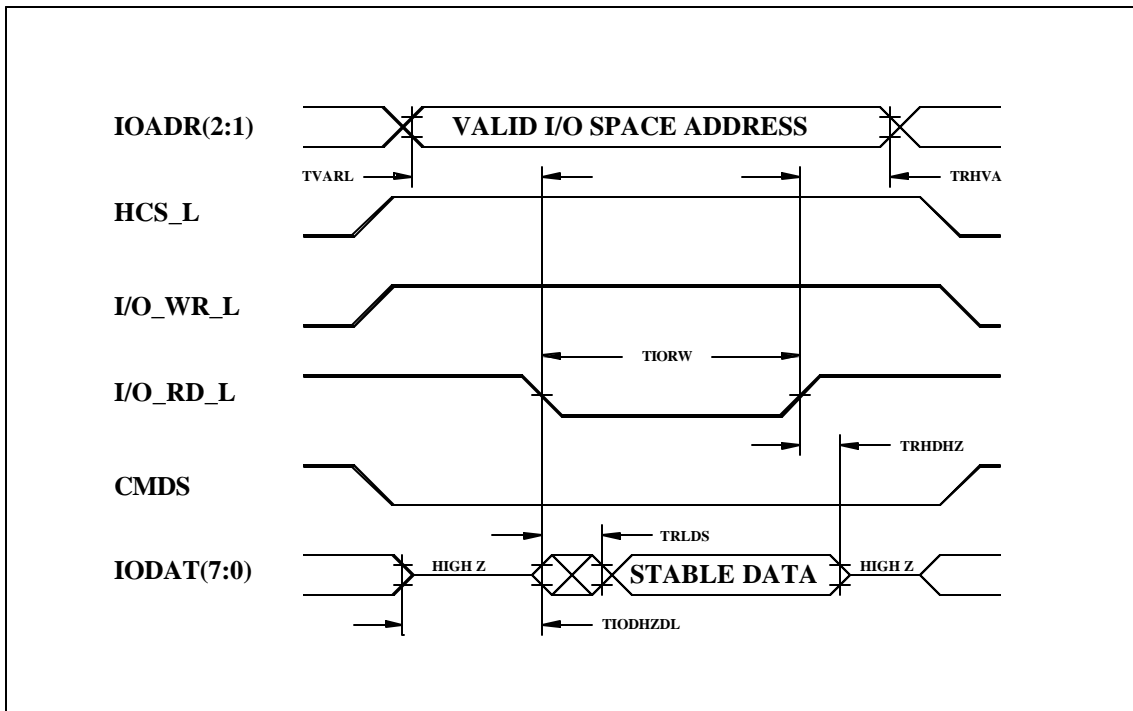 IOADR(2:1)
VALID I/O SPACE ADDRESS
TVARL
TRHVA
HCS_L
I/O_WR_L
TIORW
I/O_RD_L
TRHDHZ
CMDS
TRLDS
IODAT(7:0)
HIGH Z
STABLE DATA
HIGH Z
TIODHZDL